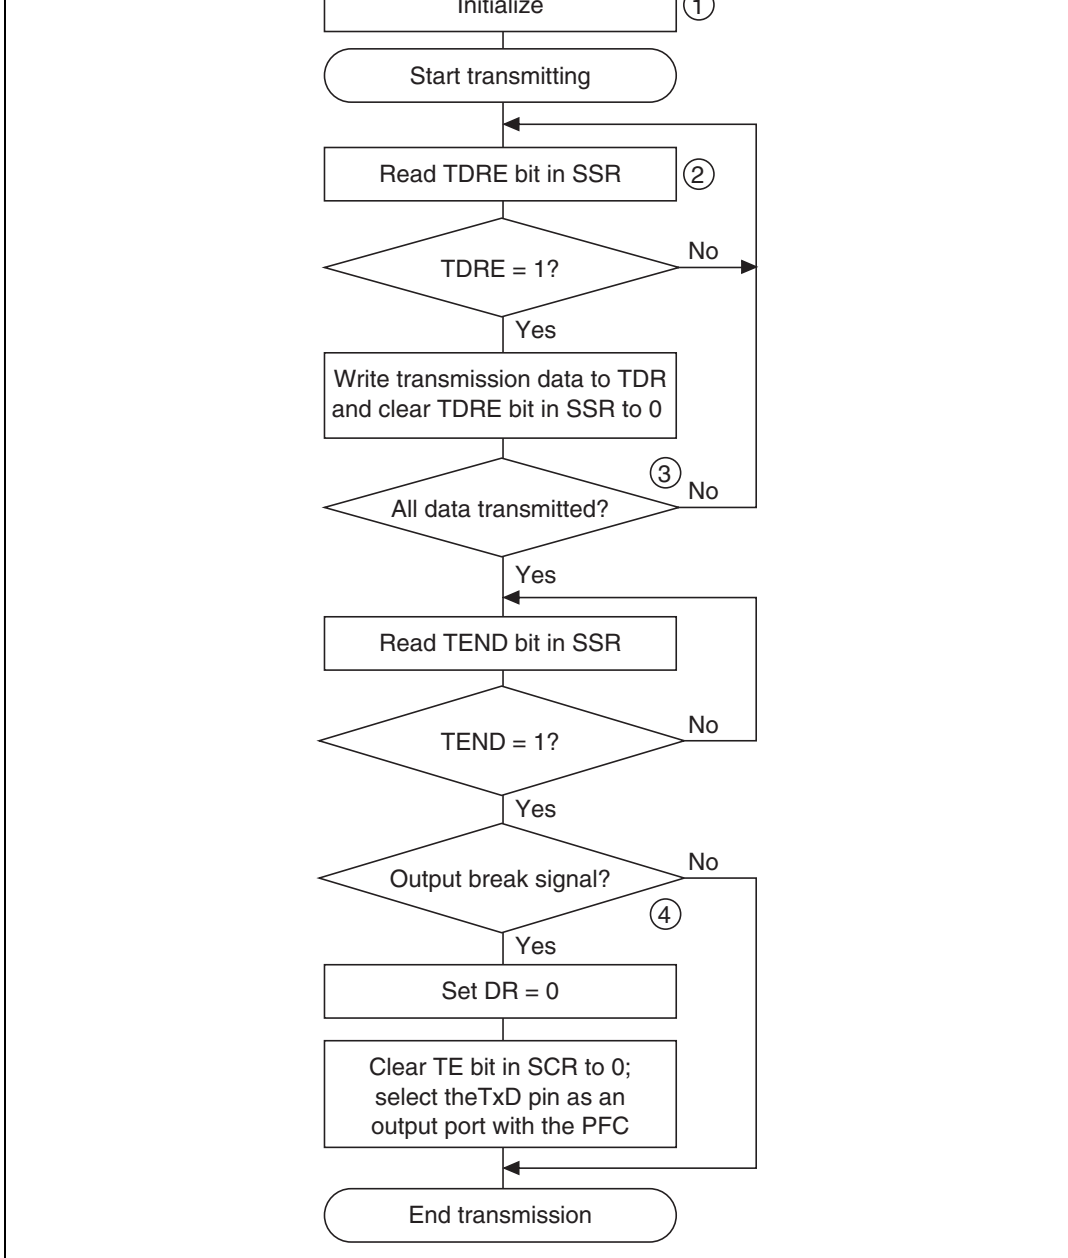 Initialize
①
Start transmitting
Read TDRE bit in SSR
②
TDRE = 1?
No
Yes
Write transmission data to TDR
and clear TDRE bit in SSR to 0
③
All data transmitted?
No
Yes
Read TEND bit in SSR
TEND = 1?
No
Yes
Output break signal?
No
④
Yes
Set DR = 0
Clear TE bit in SCR to 0;
select theTxD pin as an
output port with the PFC
End transmission